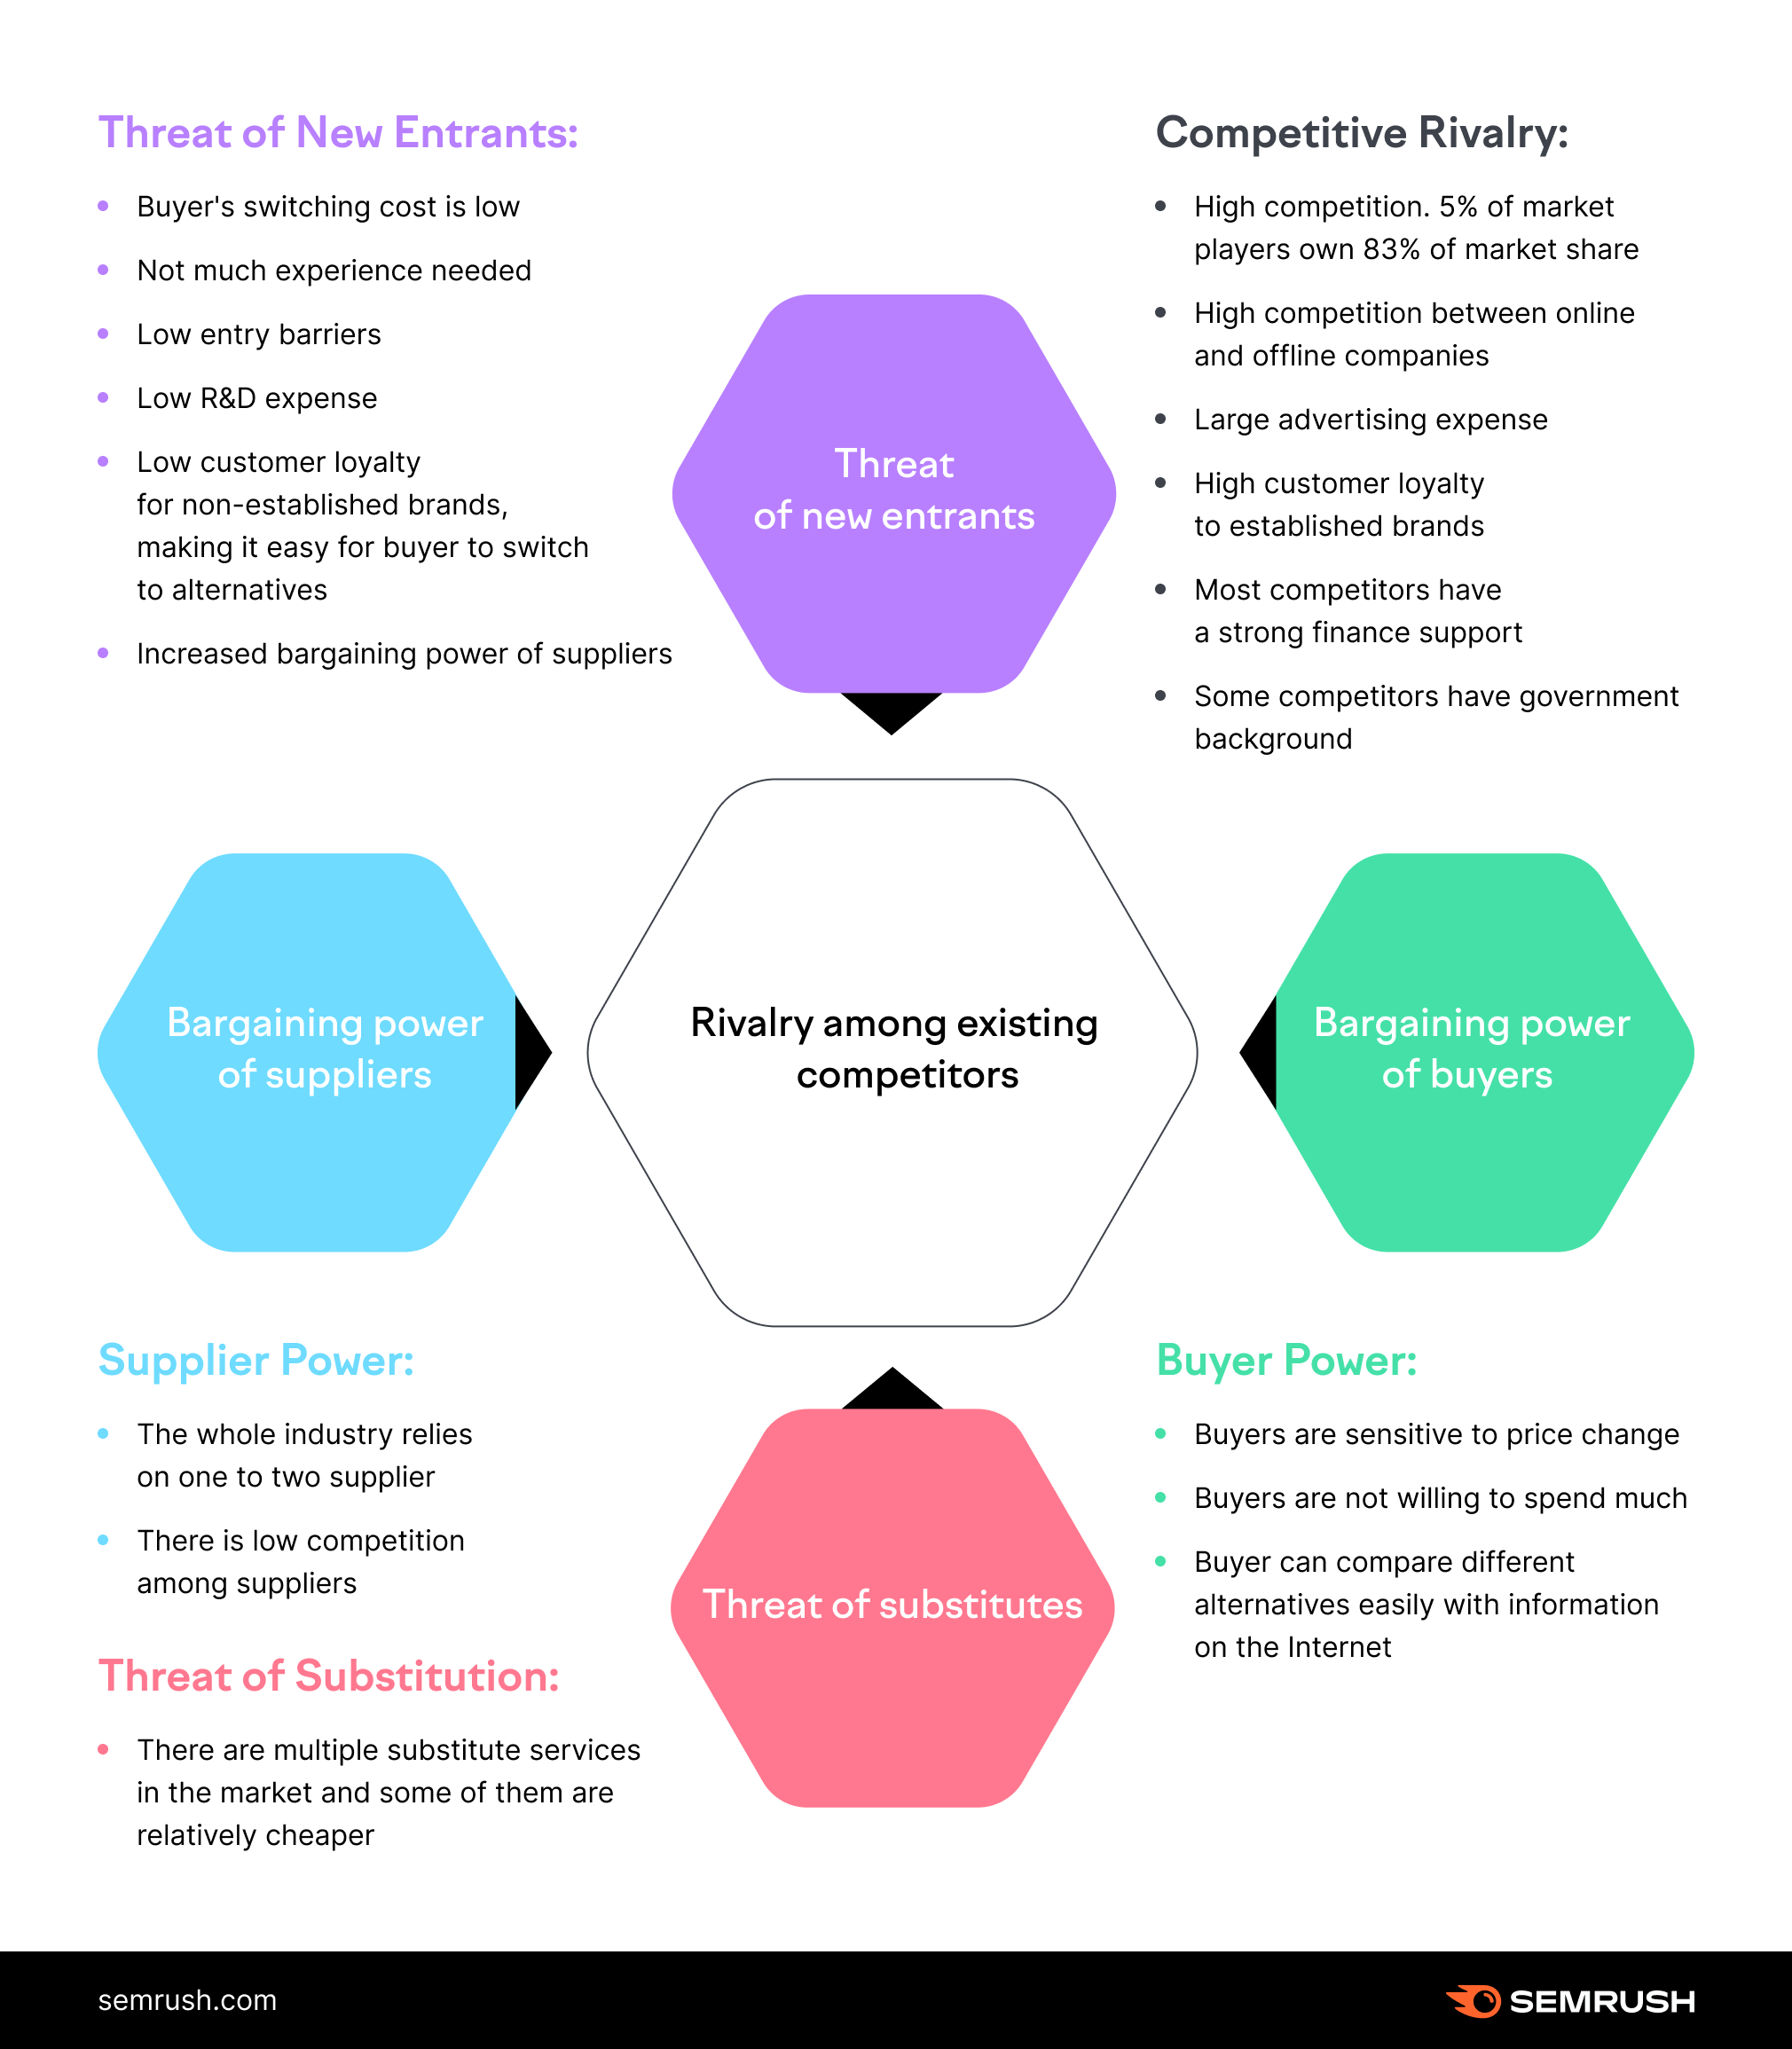 Threat of New Entrants:
Buyer's switching cost is low
Not much experience needed
Low entry barriers
Low R&D expense
Low customer loyalty
for non-established brands,
making it easy for buyer to switch
to alternatives
Increased bargaining power of suppliers
Competitive Rivalry:
High competition. 5% of market
players own 83% of market share
High competition between online
and offline companies
Large advertising expense
High customer loyalty
to established brands
Most competitors have
a strong finance support
Some competitors have government
background
Threat
of new entrants
Bargaining power
of suppliers
Rivalry among existing
competitors
Bargaining power
of buyers
Supplier Power:
The whole industry relies
on one to two supplier
There is low competition
among suppliers
Threat of Substitution:
There are multiple substitute services
in the market and some of them are
relatively cheaper
Threat of substitutes
Buyer Power:
Buyers are sensitive to price change
Buyers are not willing to spend much
Buyer can compare different
alternatives easily with information
on the Internet
semrush.com
SEMRUSH